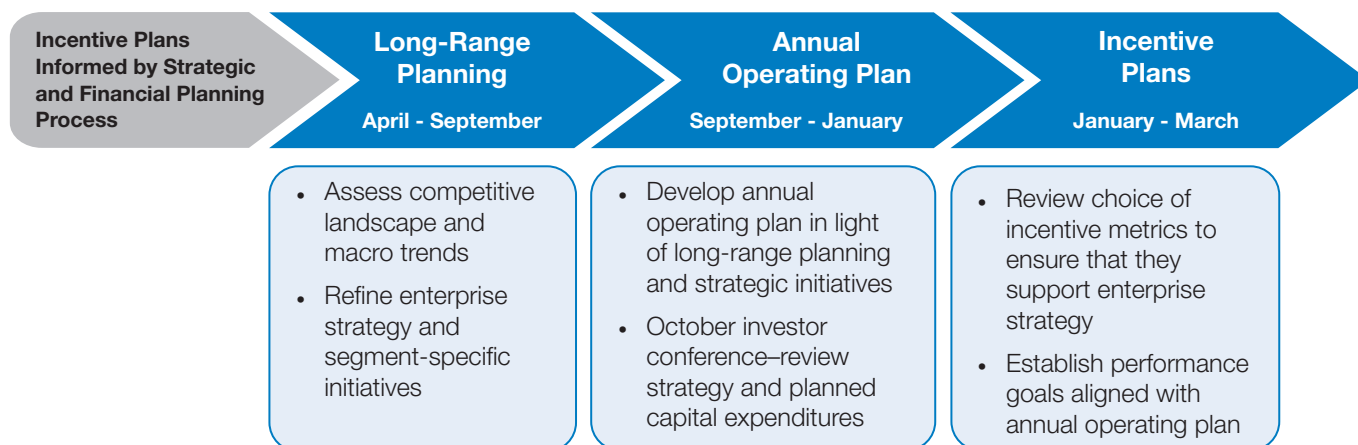 Incentive Plans
Informed by Strategic
and Financial Planning
Process
Long-Range
Planning
April - September
Annual
Operating Plan
September - January
Incentive
Plans
January - March
• Assess competitive
landscape and
macro trends
• Refine enterprise
strategy and
segment-specific
initiatives
• Develop annual
operating plan in light
of long-range planning
and strategic initiatives
• October investor
conference–review
strategy and planned
capital expenditures
• Review choice of
incentive metrics to
ensure that they
support enterprise
strategy
• Establish performance
goals aligned with
annual operating plan